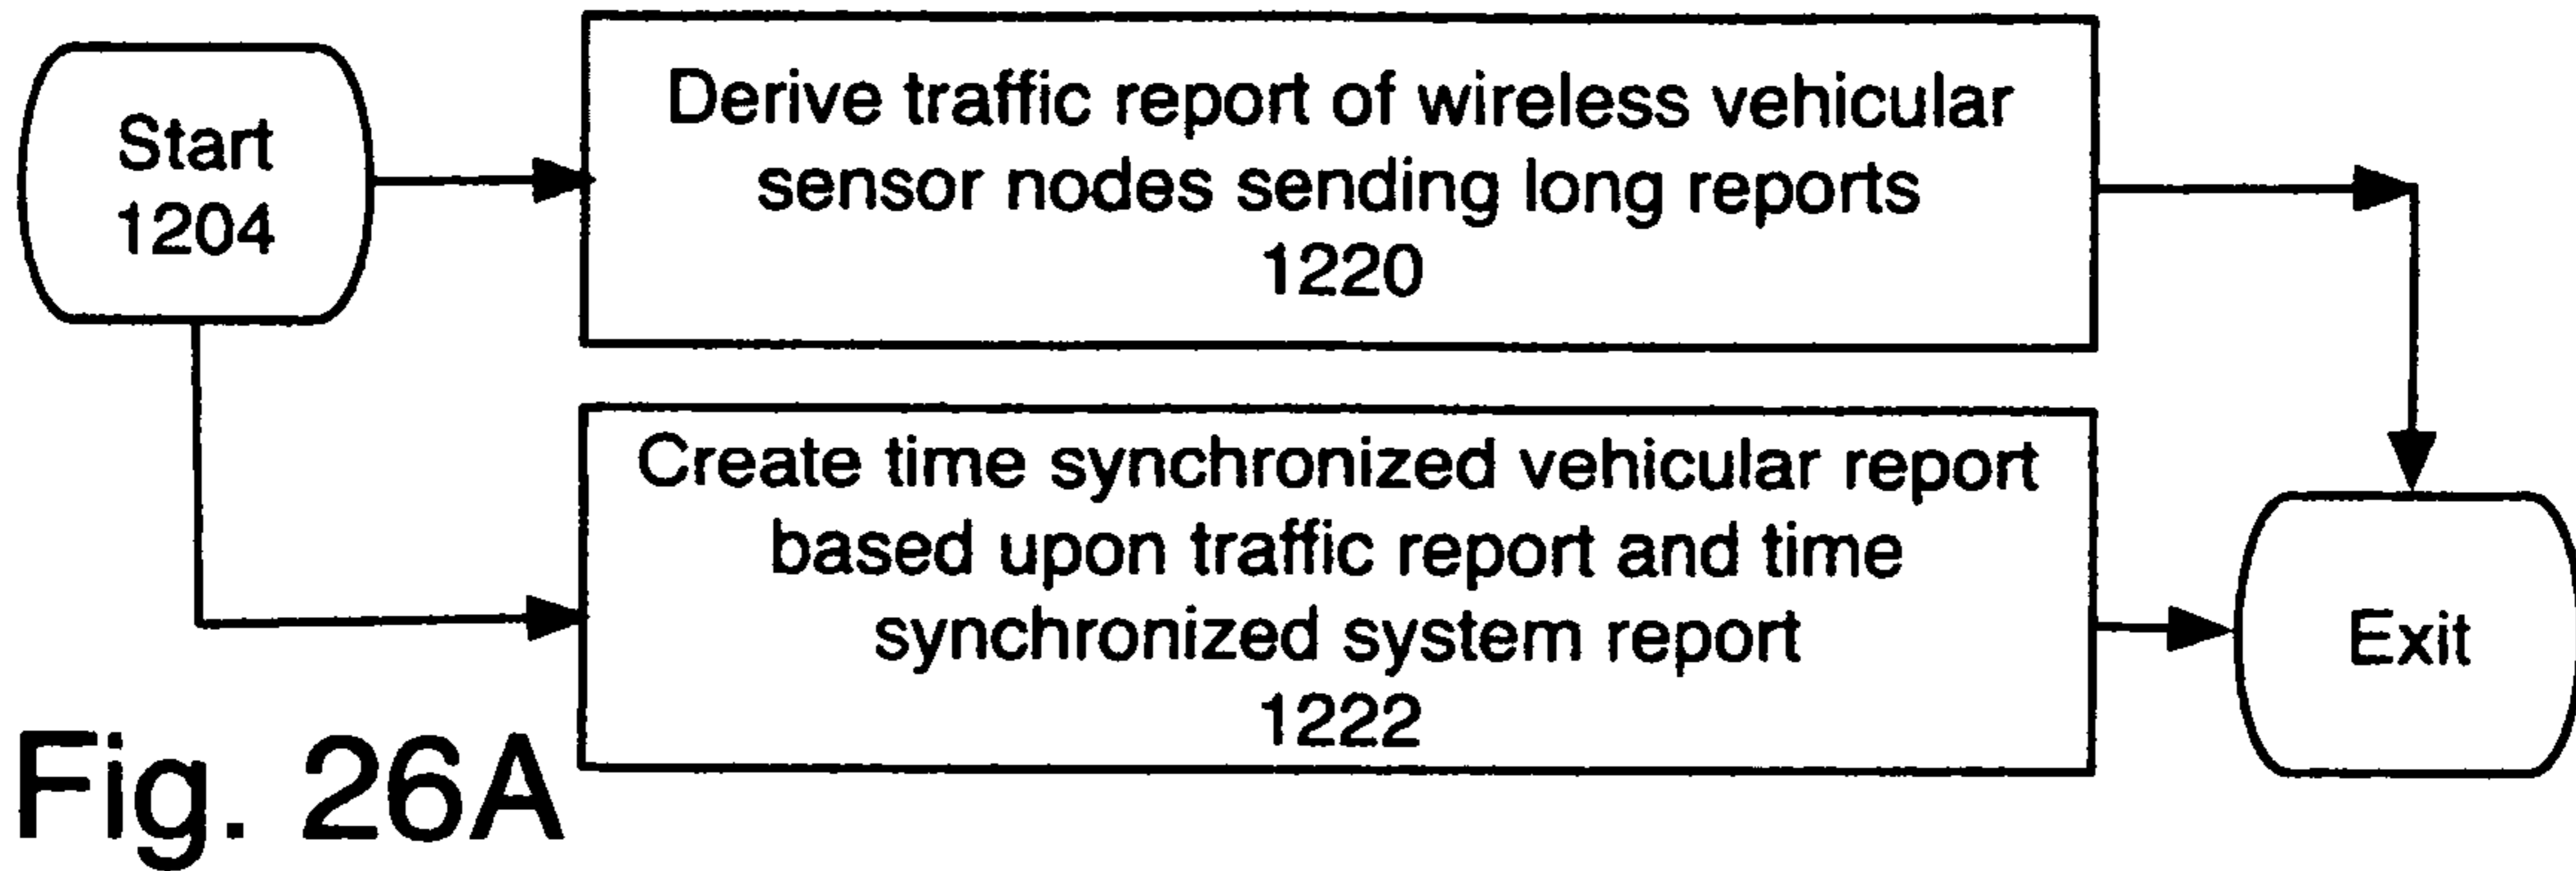 Start
1204
Derive traffic report of wireless vehicular
sensor nodes sending long reports
1220
Create time synchronized vehicular report
based upon traffic report and time
synchronized system report
1222
Exit
Fig. 26A